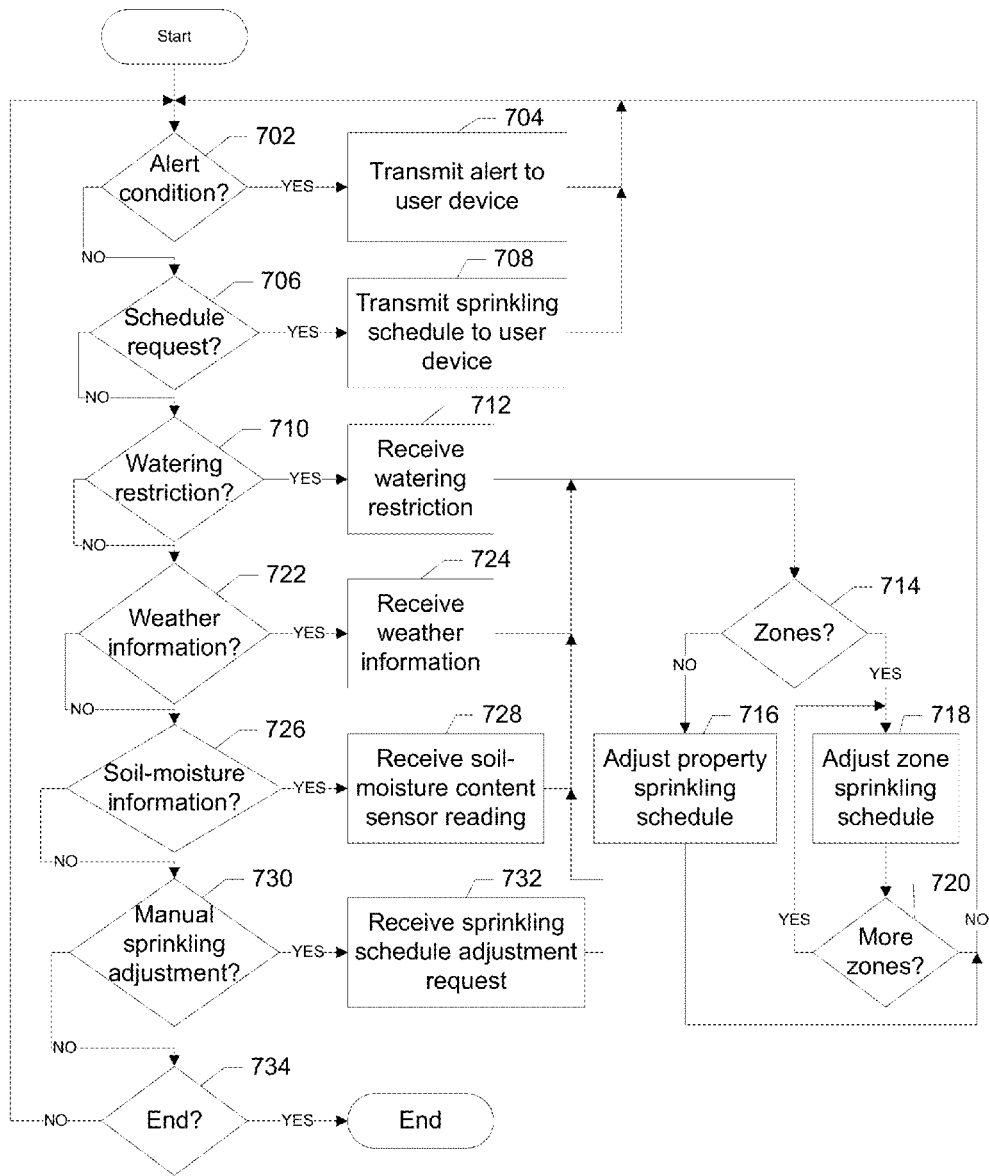 Start
702
Alert
condition?
YES
704
Transmit alert to
user device
NO
706
Schedule
request?
YES
708
Transmit sprinkling
schedule to user
device
NO
710
Watering
restriction?
YES
712
Receive
watering
restriction
NO
722
Weather
information?
YES
724
Receive
weather
information
714
Zones?
NO
YES
NO
726
Soil-moisture
information?
YES
728
Receive soil-
moisture content
sensor reading
716
Adjust property
sprinkling
schedule
718
Adjust zone
sprinkling
schedule
NO
730
Manual
sprinkling
adjustment?
YES
732
Receive sprinkling
schedule adjustment
request
720
YES
More
zones?
NO
NO
734
End?
NO
YES
End